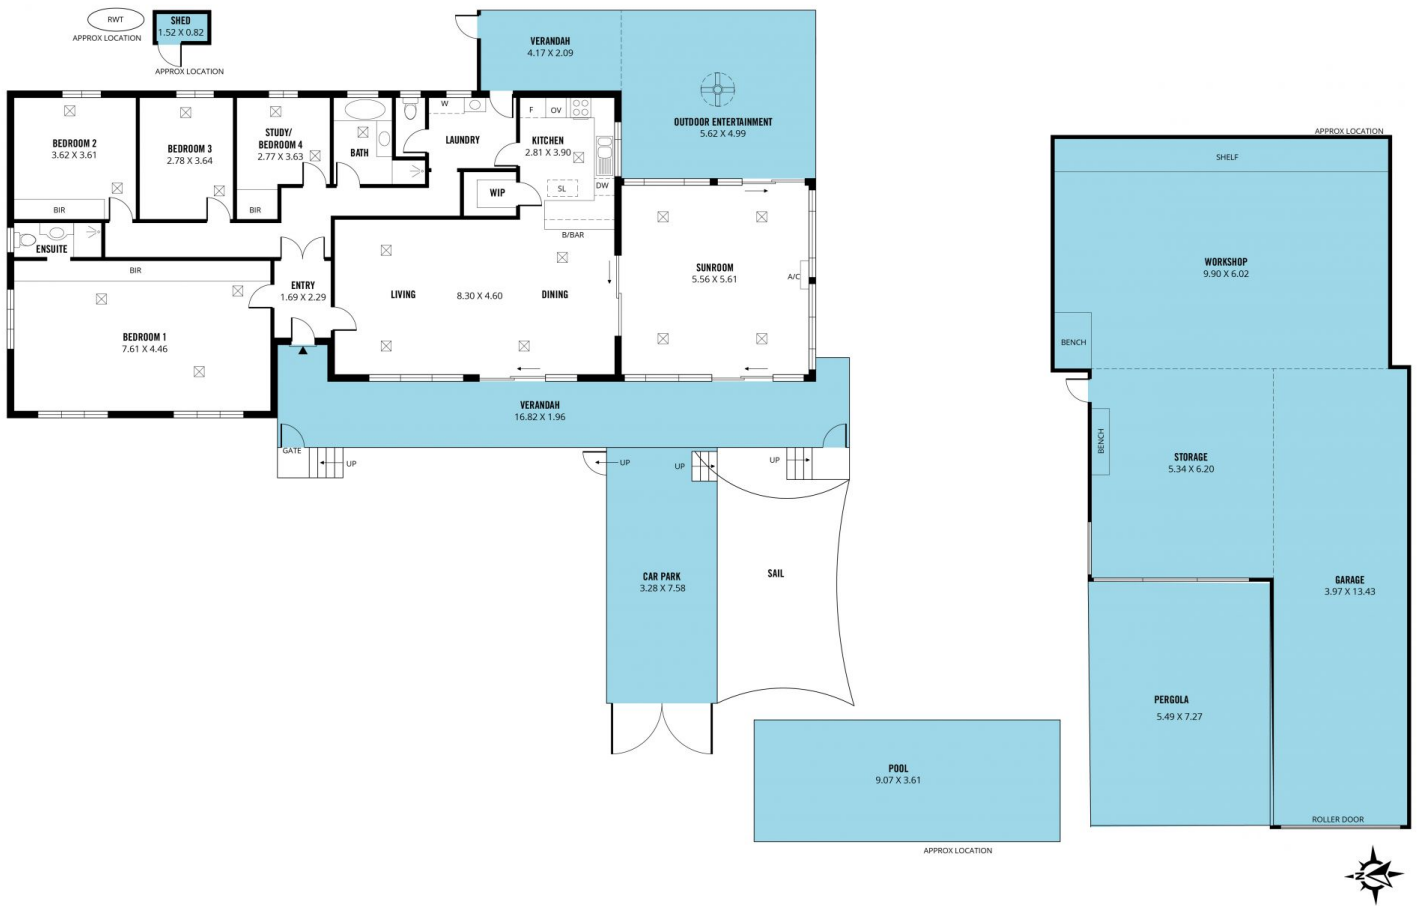 RWT
APPROX LOCATION
SHED
1.52 X 0.82
APPROX LOCATION
VERANDAH
4.17 X 2.09
OUTDOOR ENTERTAINMENT
5.62 X 4.99
BEDROOM 2
3.62 X 3.61
BIR
BEDROOM 3
2.78 X 3.64
STUDY/
BEDROOM 4
2.77 X 3.63
BIR
BATH
W
LAUNDRY
F
OV
KITCHEN
2.81 X 3.90
SL
DW
WIP
B/BAR
ENSUITE
BIR
BEDROOM 1
7.61 X 4.46
ENTRY
1.69 X 2.29
LIVING
8.30 X 4.60
DINING
SUNROOM
5.56 X 5.61
A/C
VERANDAH
16.82 X 1.96
GATE
UP
UP
UP
UP
CAR PARK
3.28 X 7.58
SAIL
POOL
9.07 X 3.61
APPROX LOCATION
APPROX LOCATION
SHELF
WORKSHOP
9.90 X 6.02
BENCH
BENCH
STORAGE
5.34 X 6.20
GARAGE
3.97 X 13.43
PERGOLA
5.49 X 7.27
ROLLER DOOR
N